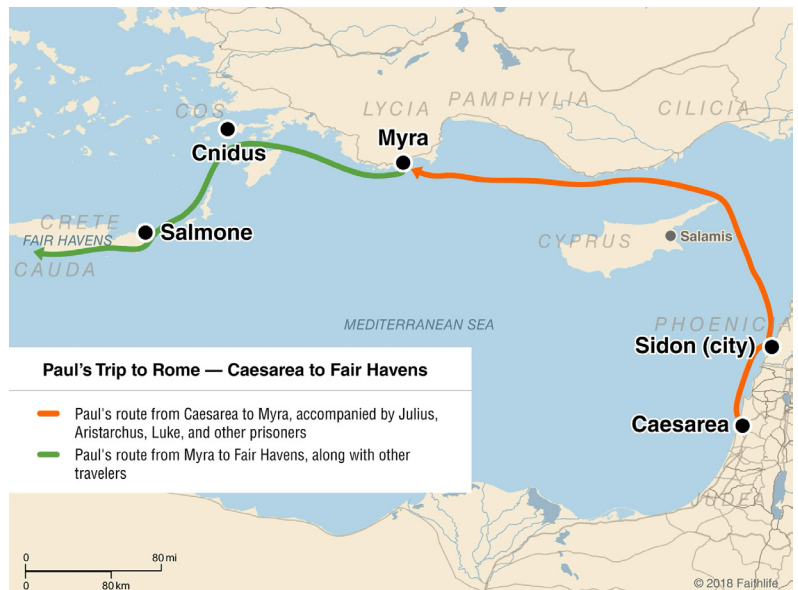 COS
LYCIA
PAMPHYLIA
CILICIA
Cnidus
Myra
CRETE
Salmone
FAIR HAVENS
CAUDA
CYPRUS
Salamis
MEDITERRANEAN SEA
PHOENICIA
Sidon (city)
Caesarea
JUDEA
Paul's Trip to Rome — Caesarea to Fair Havens
Paul's route from Caesarea to Myra, accompanied by Julius,
Aristarchus, Luke, and other prisoners
Paul's route from Myra to Fair Havens, along with other
travelers
0 80 mi
0 80 km
© 2018 Faithlife